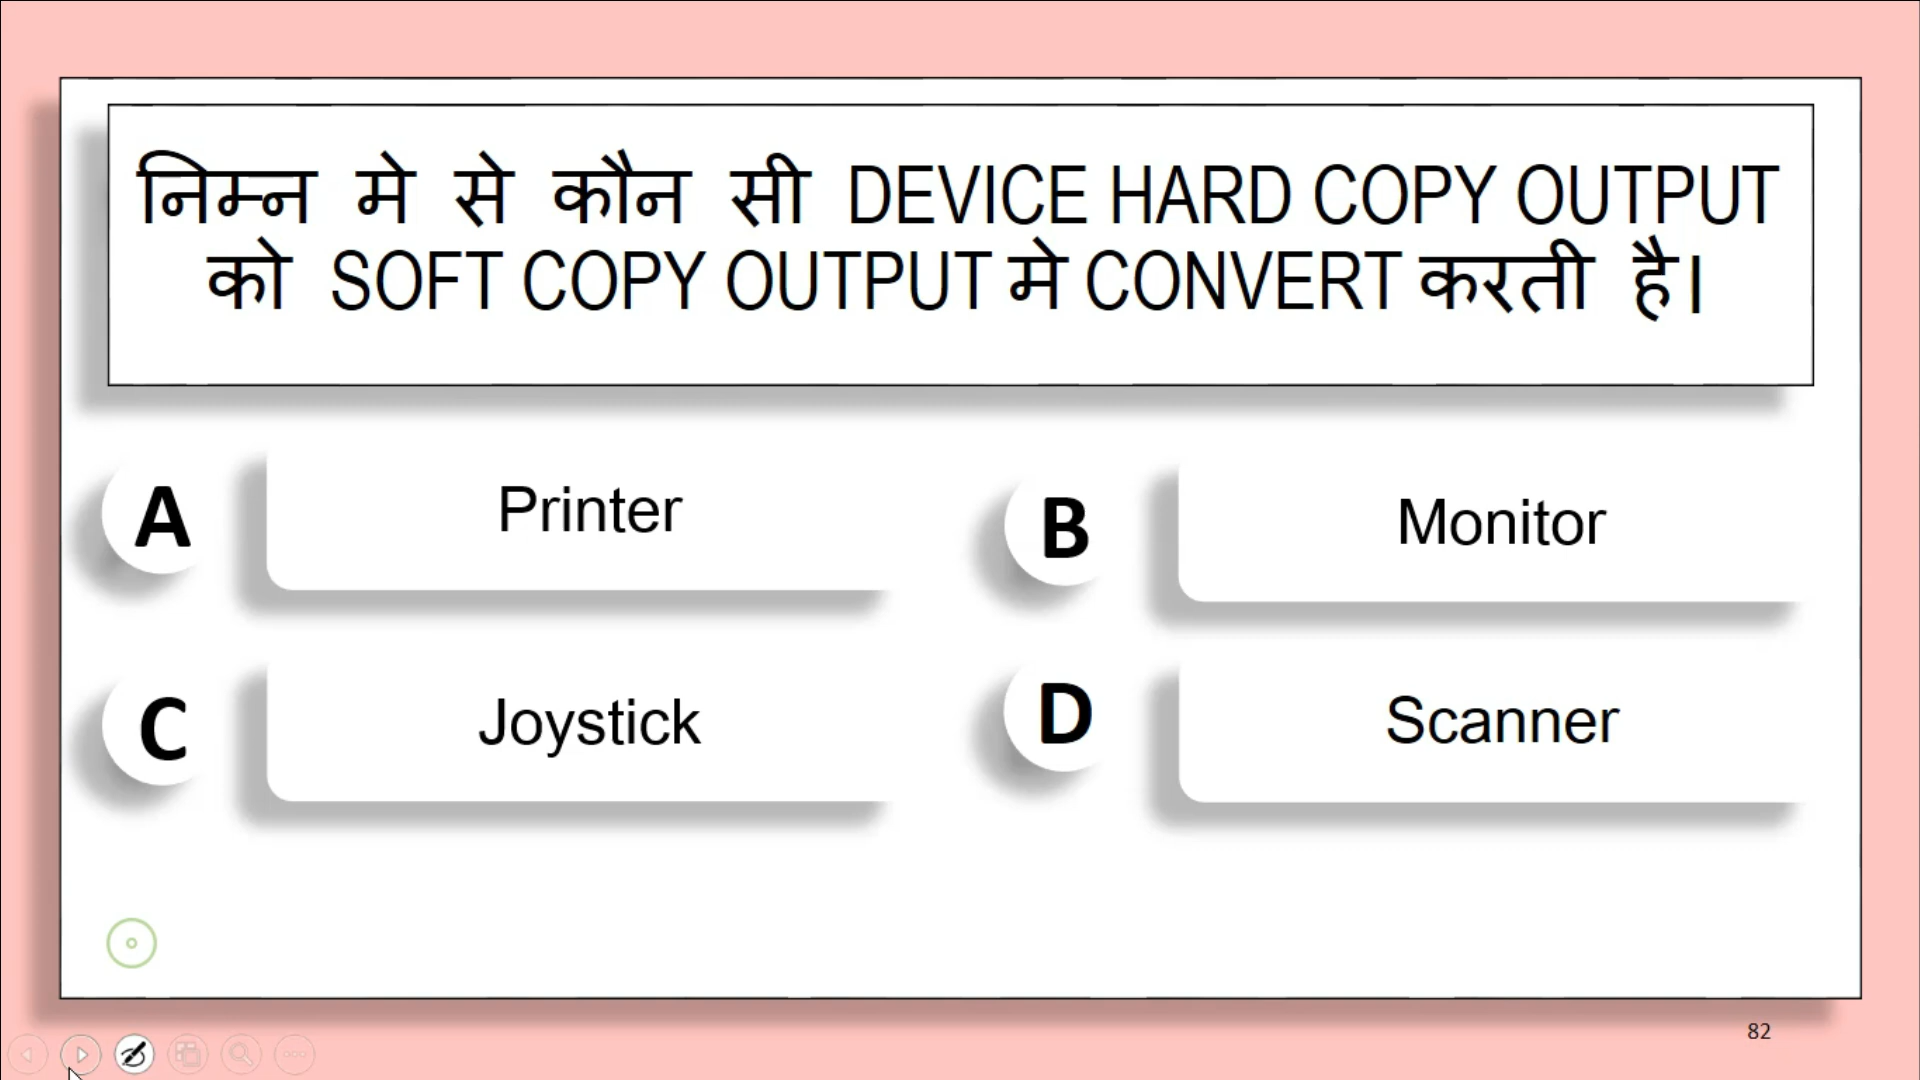 निम्न मे से कौन सी DEVICE HARD COPY OUTPUT
को SOFT COPY OUTPUT मे CONVERT करती है।
A Printer
B Monitor
C Joystick
D Scanner
82